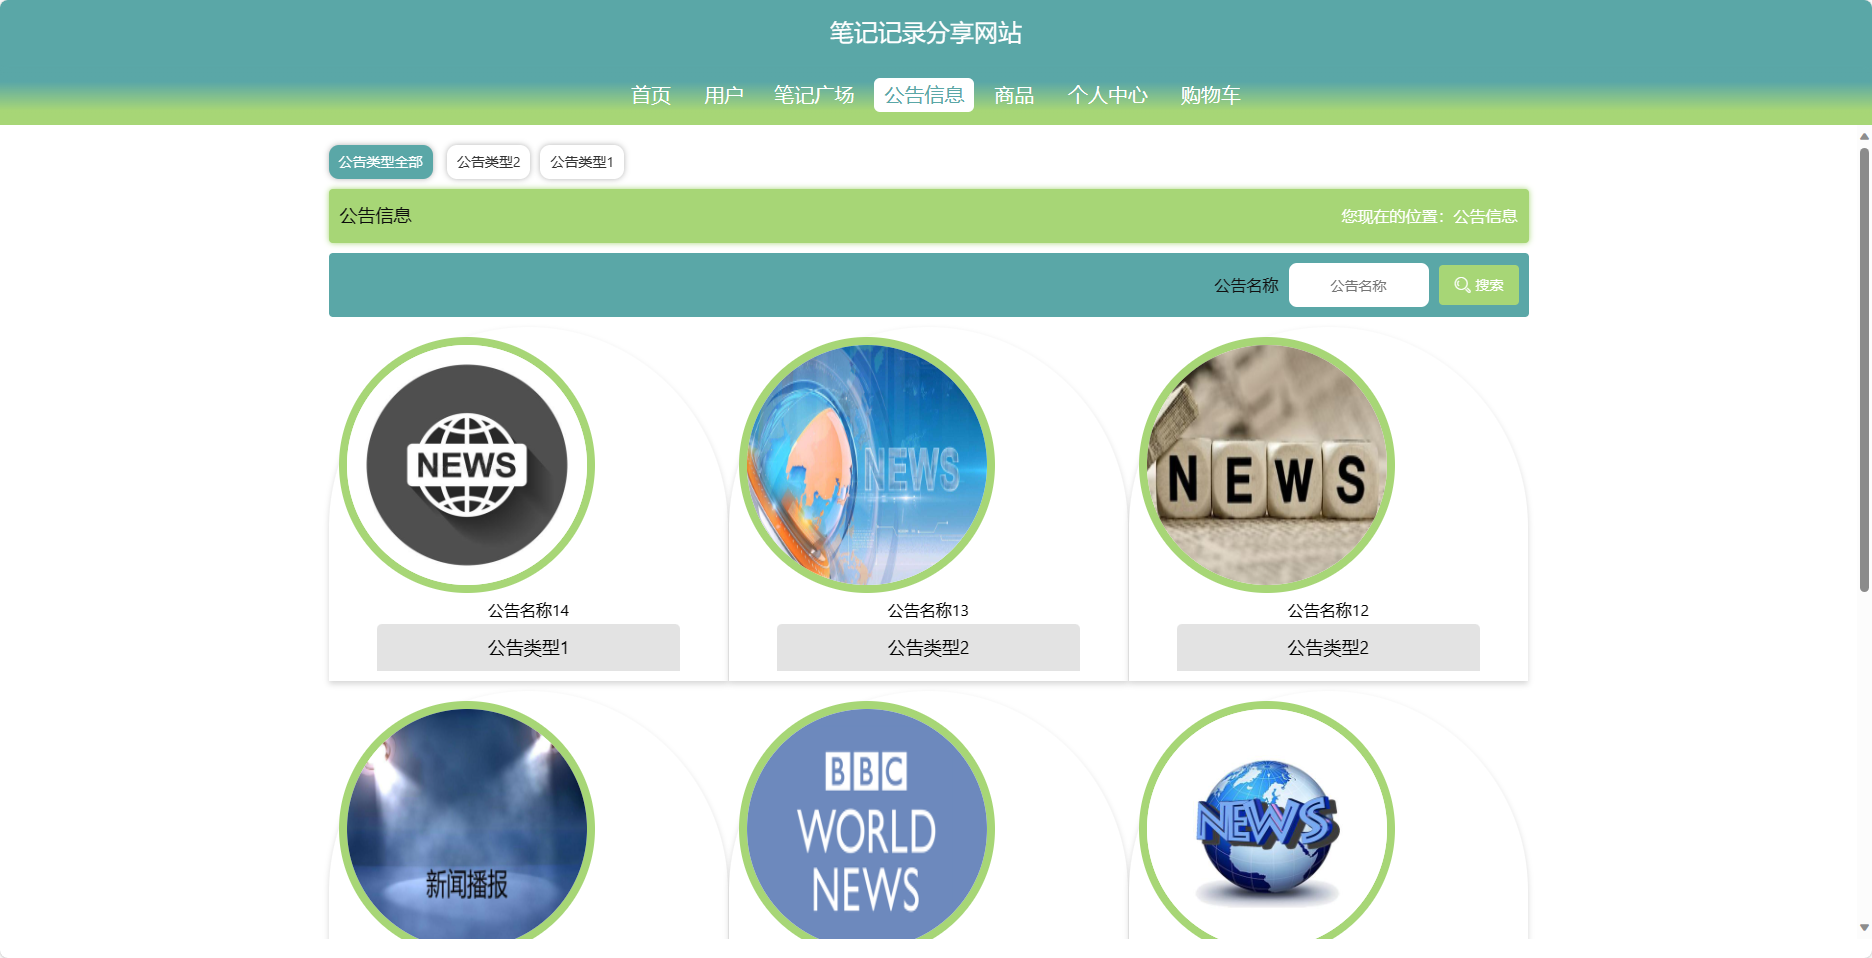 笔记记录分享网站
首页 用户 笔记广场 公告信息 商品 个人中心 购物车
公告类型全部 公告类型2 公告类型1
公告信息 您现在的位置：公告信息
公告名称 公告名称 搜索
NEWS NEWS NEWS
公告名称14 公告名称13 公告名称12
公告类型1 公告类型2 公告类型2
新闻播报
BBC
WORLD
NEWS
NEWS